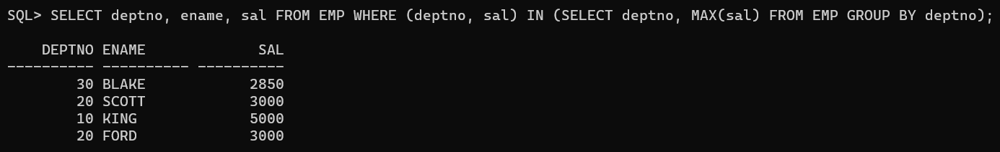 SQL> SELECT deptno, ename, sal FROM EMP WHERE (deptno, sal) IN (SELECT deptno, MAX(sal) FROM EMP GROUP BY deptno);
    DEPTNO ENAME             SAL
---------- ---------- ----------
        30 BLAKE            2850
        20 SCOTT            3000
        10 KING             5000
        20 FORD             3000